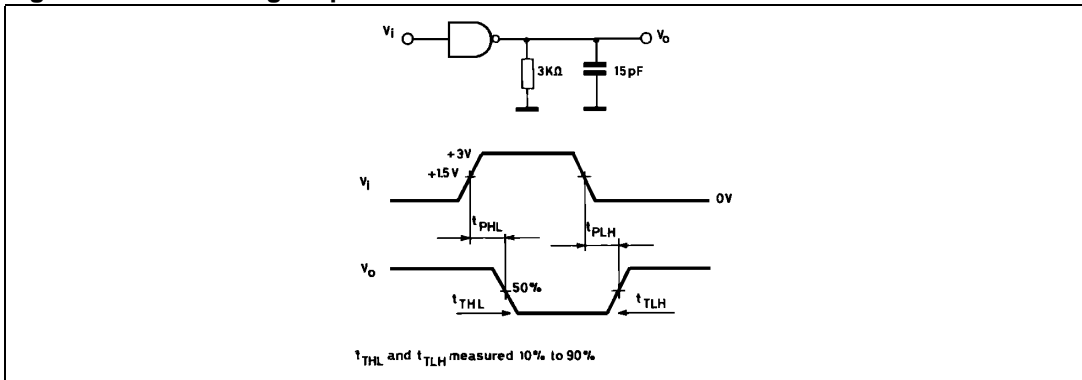 Vi
Vo
3KΩ
15pF
+3V
+1.5V
Vi
0V
tPHL
tPLH
Vo
50%
tTHL
tTLH
tTHL and tTLH measured 10% to 90%